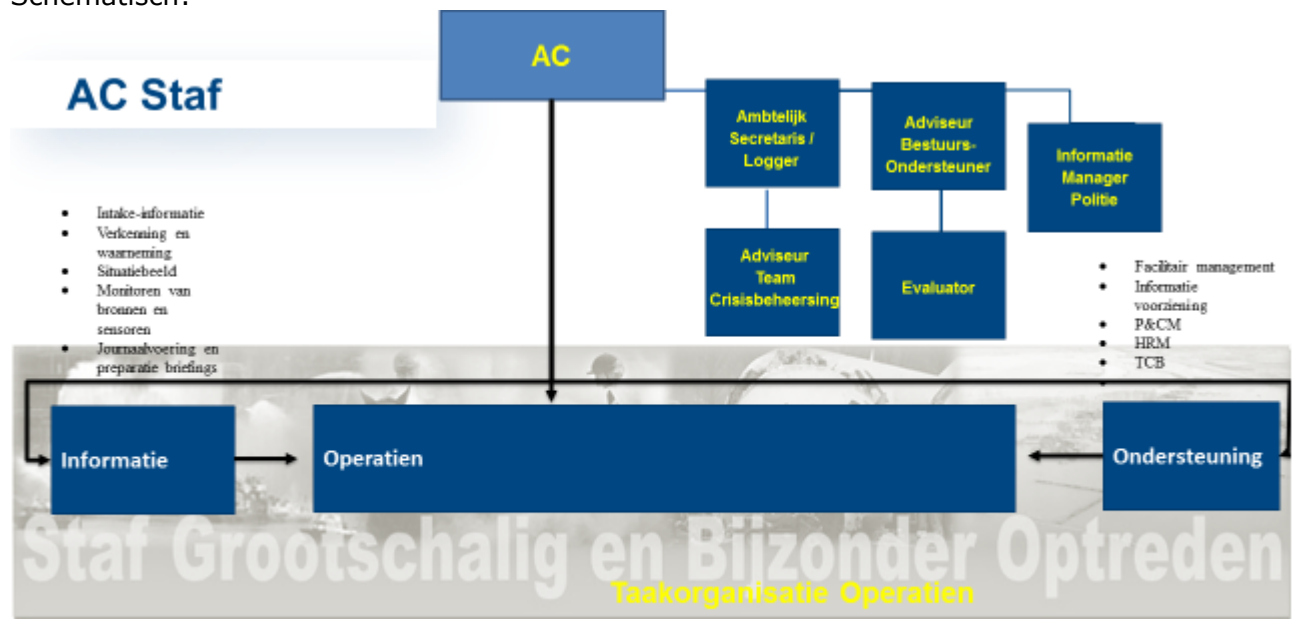 Schematisch:
AC
AC Staf
Ambtelijk
Secretaris /
Logger
Adviseur
Bestuurs-
Ondersteuner
Informatie
Manager
Politie
Adviseur
Team
Crisisbeheersing
Evaluator
• Intake-informatie
• Verkenning en
waarneming
• Situatiebeeld
• Monitoren van
bronnen en
sensoren
• Journaalvoering en
preparatie briefings
• Facilitair management
• Informatie
voorziening
• P&CM
• HRM
• TCB
•
Informatie
Operatien
Ondersteuning
Staf Grootschalig en Bijzonder Optreden
Taakorganisatie Operatien